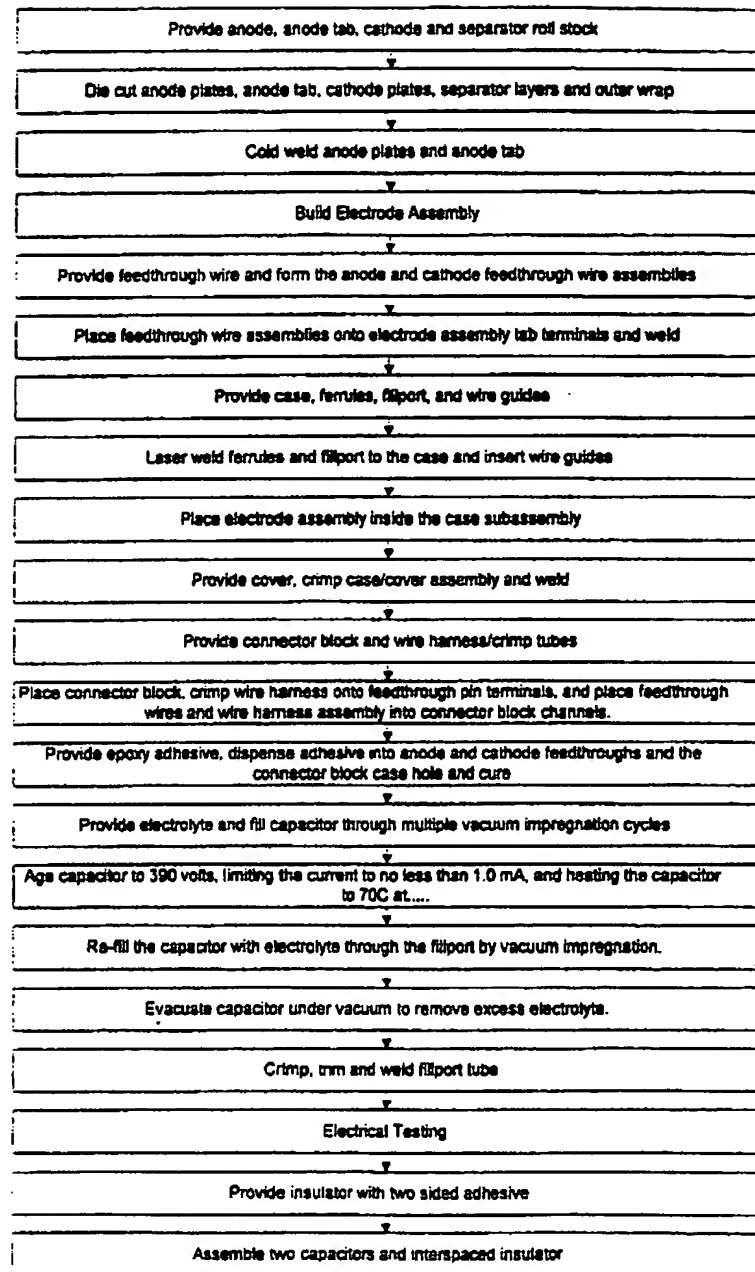 Provide anode, anode tab, cathode and separator roll stock
Die cut anode plates, anode tab, cathode plates, separator layers and outer wrap
Cold weld anode plates and anode tab
Build Electrode Assembly
Provide feedthrough wire and form the anode and cathode feedthrough wire assemblies
Place feedthrough wire assemblies onto electrode assembly tab terminals and weld
Provide case, ferrules, fillport, and wire guides
Laser weld ferrules and fillport to the case and insert wire guides
Place electrode assembly inside the case subassembly
Provide cover, crimp case/cover assembly and weld
Provide connector block and wire harness/crimp tubes
Place connector block, crimp wire harness onto feedthrough pin terminals, and place feedthrough
wires and wire harness assembly into connector block channels.
Provide epoxy adhesive, dispense adhesive into anode and cathode feedthroughs and the
connector block case hole and cure
Provide electrolyte and fill capacitor through multiple vacuum impregnation cycles
Age capacitor to 390 volts, limiting the current to no less than 1.0 mA, and heating the capacitor
to 70C at.....
Re-fill the capacitor with electrolyte through the fillport by vacuum impregnation.
Evacuate capacitor under vacuum to remove excess electrolyte.
Crimp, trim and weld fillport tube
Electrical Testing
Provide insulator with two sided adhesive
Assemble two capacitors and interspaced insulator